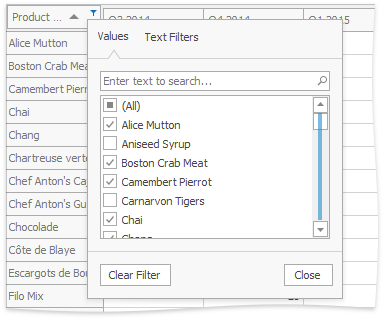 Product ...
Q3 2014
Q4 2014
Q1 2015
Values
Text Filters
Enter text to search...
(All)
Alice Mutton
Aniseed Syrup
Boston Crab Meat
Camembert Pierrot
Carnarvon Tigers
Chai
Chang
Clear Filter
Close
Alice Mutton
Boston Crab Mea
Camembert Pierr
Chai
Chang
Chartreuse verte
Chef Anton's Ca
Chef Anton's Gu
Chocolade
Côte de Blaye
Escargots de Bou
Filo Mix